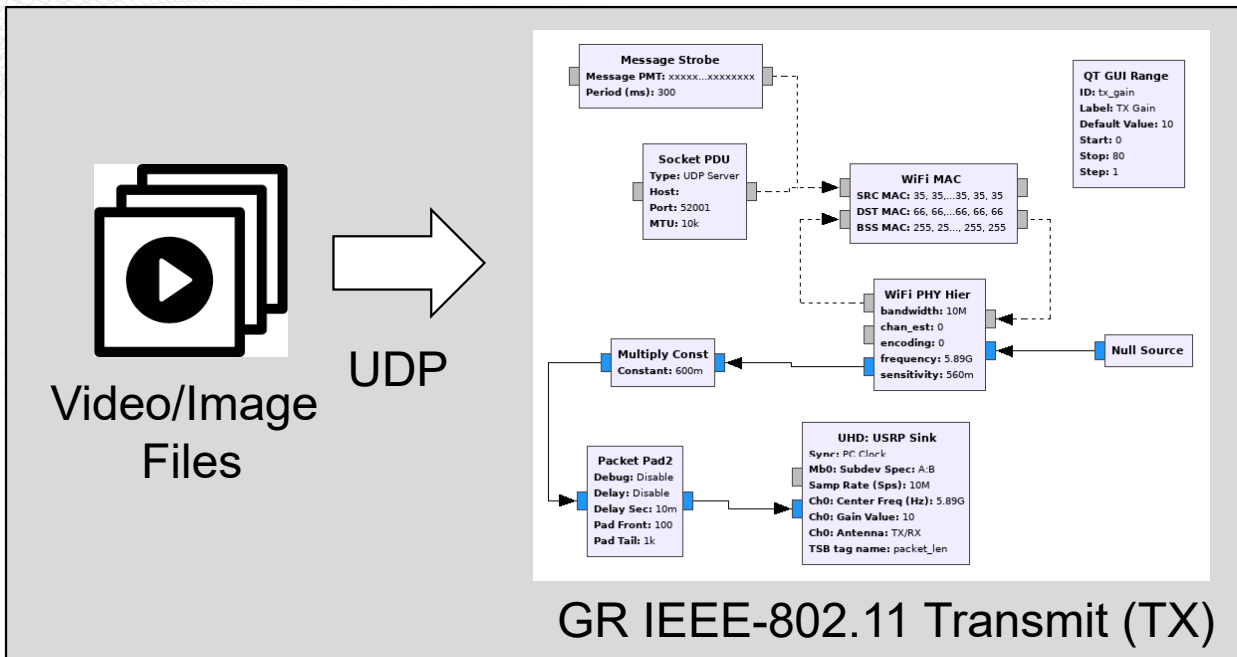 Video/Image
Files
UDP
Message Strobe
Message PMT: xxxxx...xxxxxxxx
Period (ms): 300
QT GUI Range
ID: tx_gain
Label: TX Gain
Default Value: 10
Start: 0
Stop: 80
Step: 1
Socket PDU
Type: UDP Server
Host:
Port: 52001
MTU: 10k
WiFi MAC
SRC MAC: 35, 35,...35, 35, 35
DST MAC: 66, 66,...66, 66, 66
BSS MAC: 255, 25..., 255, 255
WiFi PHY Hier
bandwidth: 10M
chan_est: 0
encoding: 0
frequency: 5.89G
sensitivity: 560m
Null Source
Multiply Const
Constant: 600m
Packet Pad2
Debug: Disable
Delay: Disable
Delay Sec: 10m
Pad Front: 100
Pad Tail: 1k
UHD: USRP Sink
Sync: PC Clock
Mb0: Subdev Spec: A:B
Samp Rate (Sps): 10M
Ch0: Center Freq (Hz): 5.89G
Ch0: Gain Value: 10
Ch0: Antenna: TX/RX
TSB tag name: packet_len
GR IEEE-802.11 Transmit (TX)